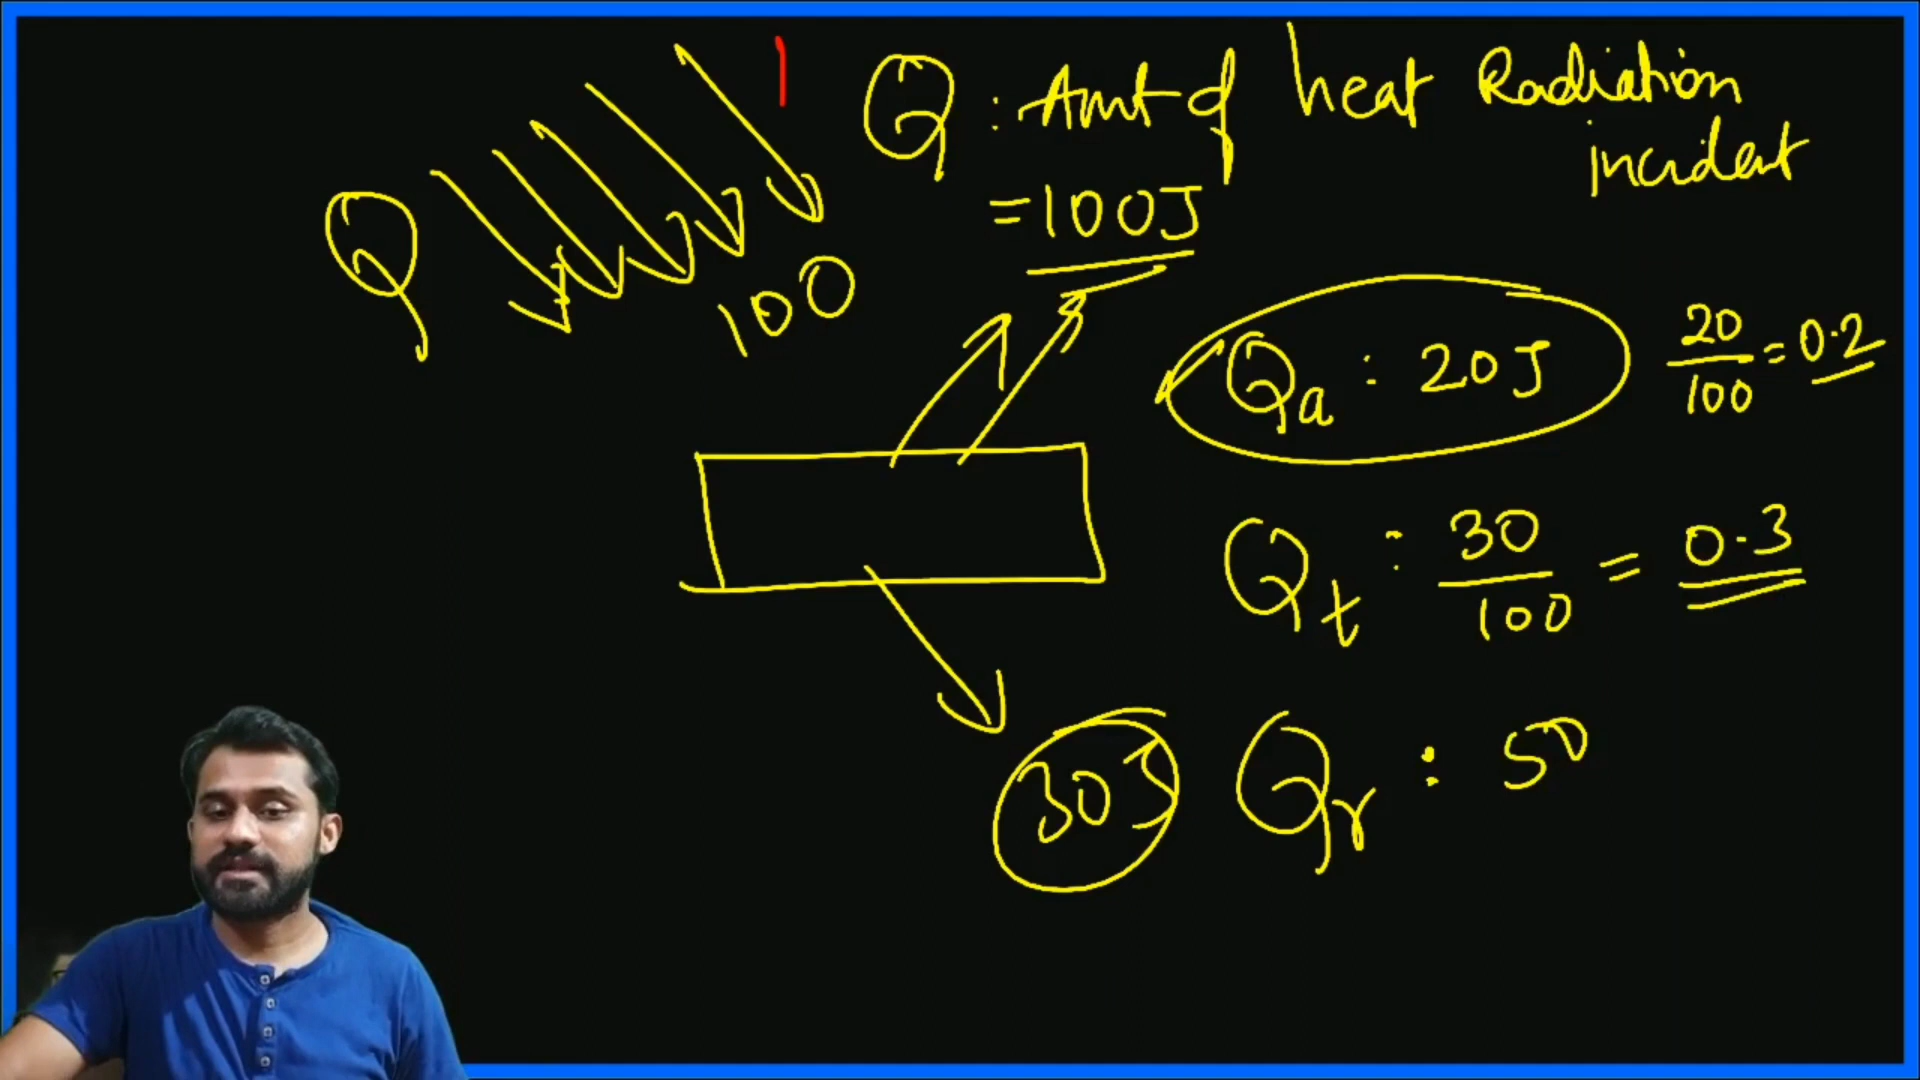 Q : Amt of heat Radiation
incident
= 100J
Q
100
Qa : 20J 20/100 = 0.2
Qt : 30/100 = 0.3
30J
Qr : 50